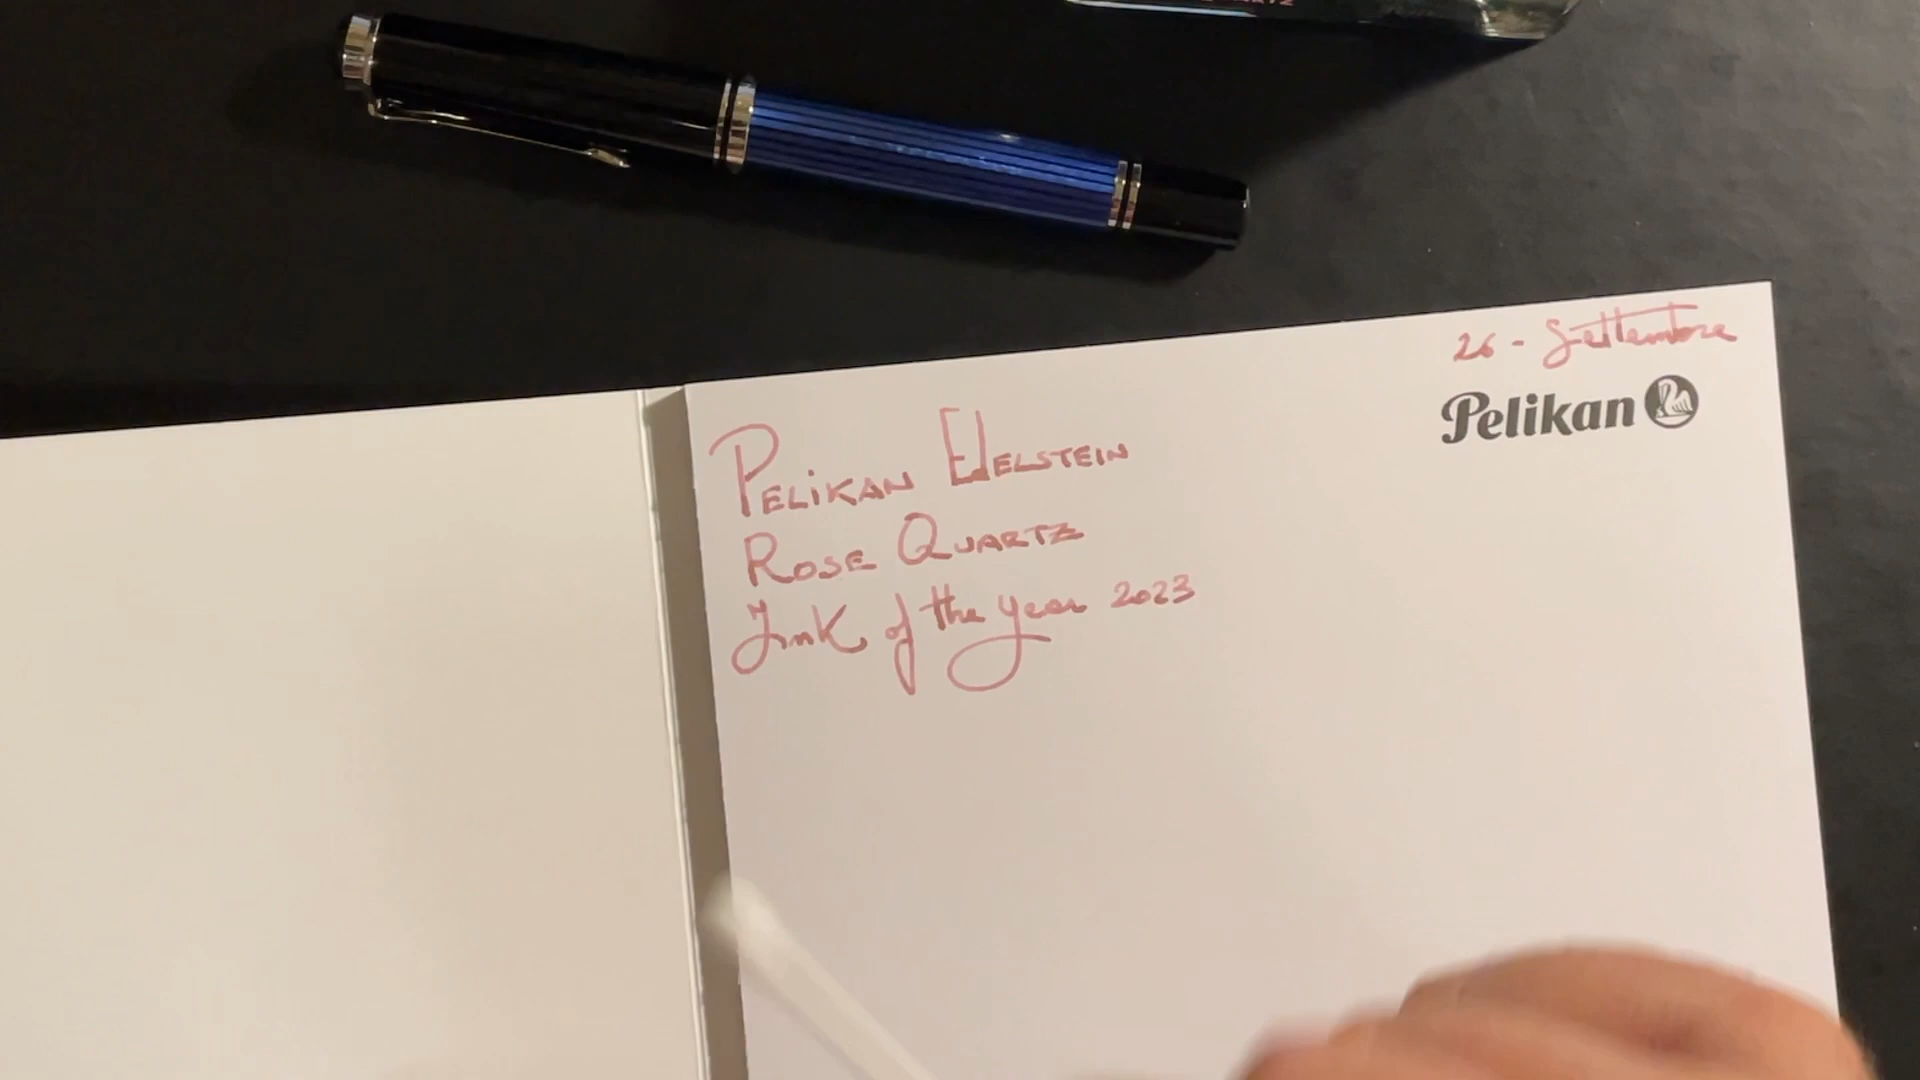 26 - Settembre
Pelikan
PELiKAN EdELSTEIN
ROSE QUARTZ
Ink of the year 2023